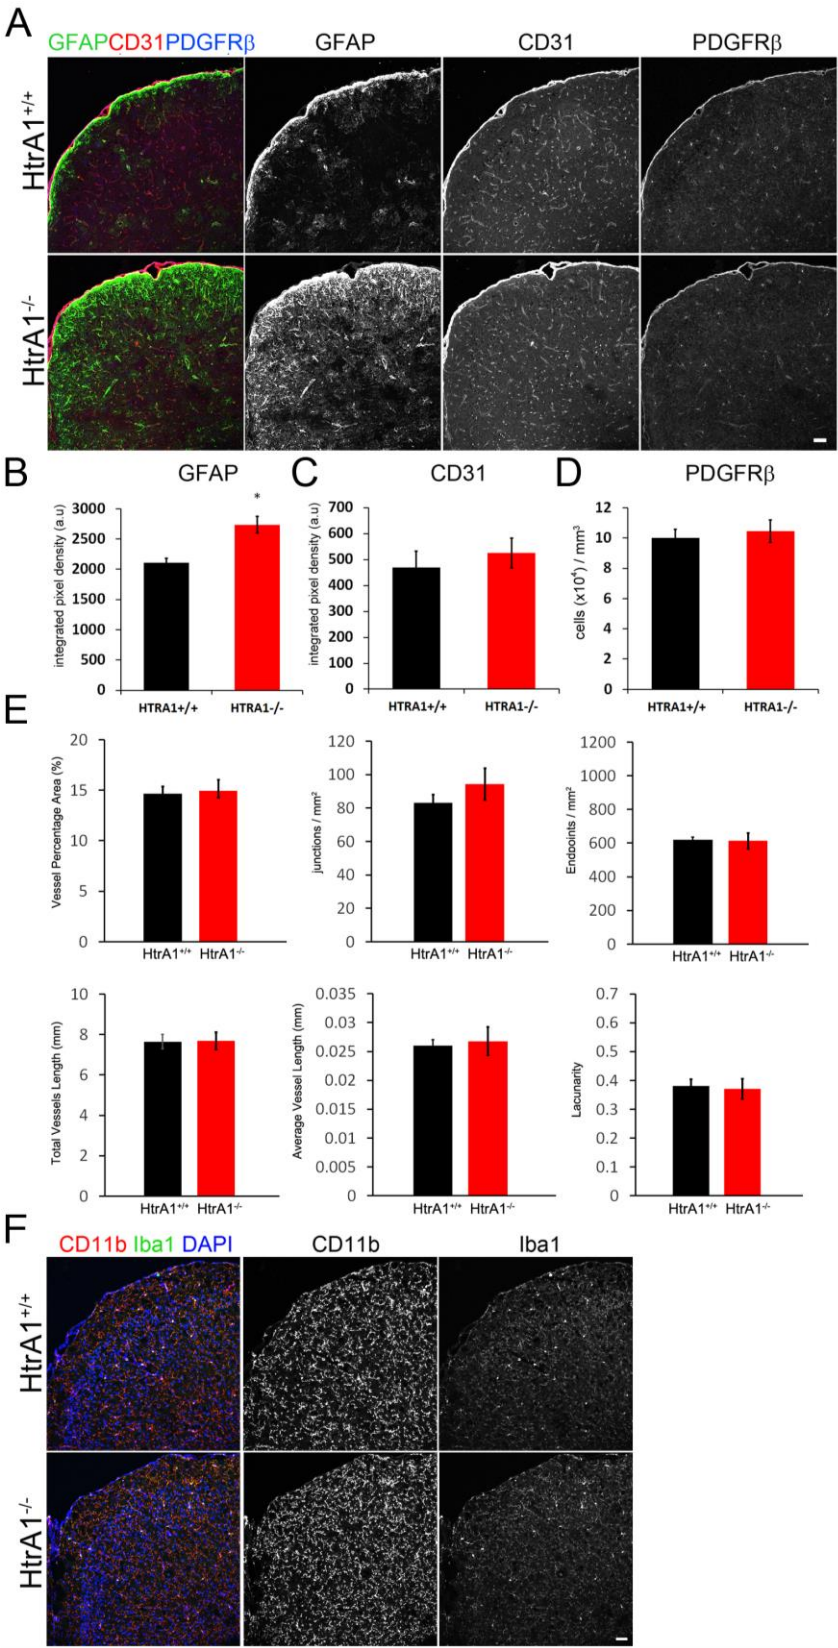 A
GFAPCD31PDGFRβ GFAP CD31 PDGFRβ
HtrA1+/+
HtrA1-/-
B GFAP C CD31 D PDGFRβ
integrated pixel density (a.u)
3000
2500
2000
1500
1000
500
0
*
HTRA1+/+ HTRA1-/-
integrated pixel density (a.u)
700
600
500
400
300
200
100
0
HTRA1+/+ HTRA1-/-
cells (x10⁴) / mm³
12
10
8
6
4
2
0
HTRA1+/+ HTRA1-/-
E
Vessel Percentage Area (%)
20
15
10
5
0
HtrA1+/+ HtrA1-/-
junctions / mm²
120
100
80
60
40
20
0
HtrA1+/+ HtrA1-/-
Endpoints / mm²
1200
1000
800
600
400
200
0
HtrA1+/+ HtrA1-/-
Total Vessels Length (mm)
10
8
6
4
2
0
HtrA1+/+ HtrA1-/-
Average Vessel Length (mm)
0.035
0.03
0.025
0.02
0.015
0.01
0.005
0
HtrA1+/+ HtrA1-/-
Lacunarity
0.7
0.6
0.5
0.4
0.3
0.2
0.1
0
HtrA1+/+ HtrA1-/-
F
CD11b Iba1 DAPI CD11b Iba1
HtrA1+/+
HtrA1-/-